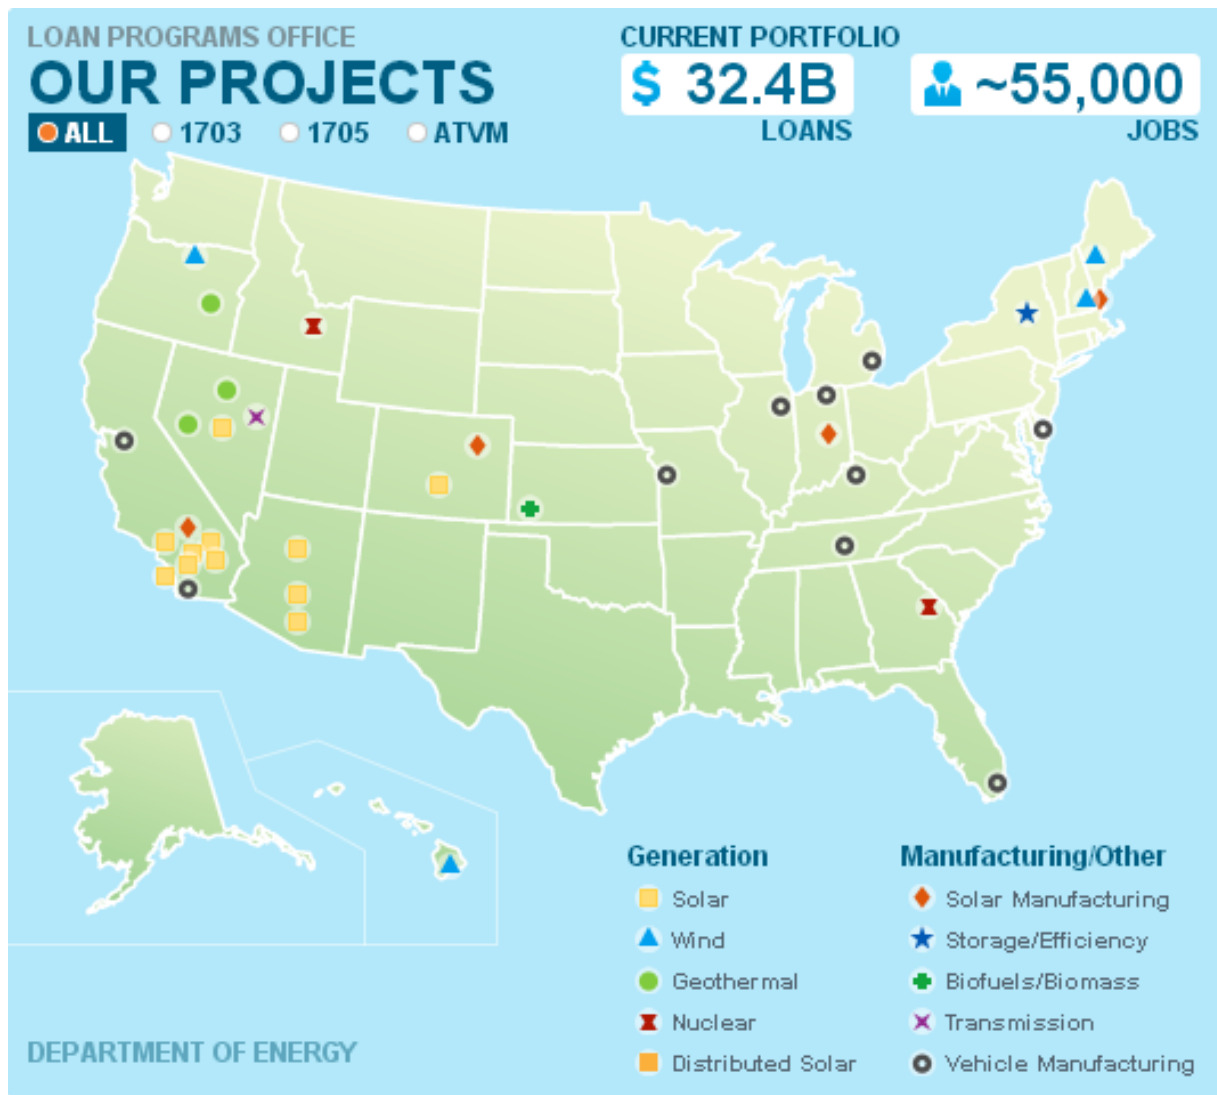 LOAN PROGRAMS OFFICE
OUR PROJECTS
ALL 1703 1705 ATVM
CURRENT PORTFOLIO
$ 32.4B
LOANS
~55,000
JOBS
Generation
Solar
Wind
Geothermal
Nuclear
Distributed Solar
Manufacturing/Other
Solar Manufacturing
Storage/Efficiency
Biofuels/Biomass
Transmission
Vehicle Manufacturing
DEPARTMENT OF ENERGY